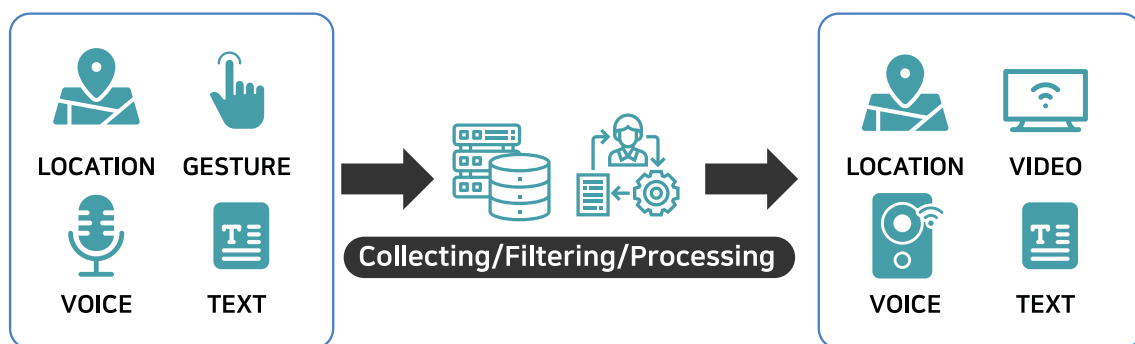 LOCATION GESTURE
VOICE TEXT
Collecting/Filtering/Processing
LOCATION VIDEO
VOICE TEXT